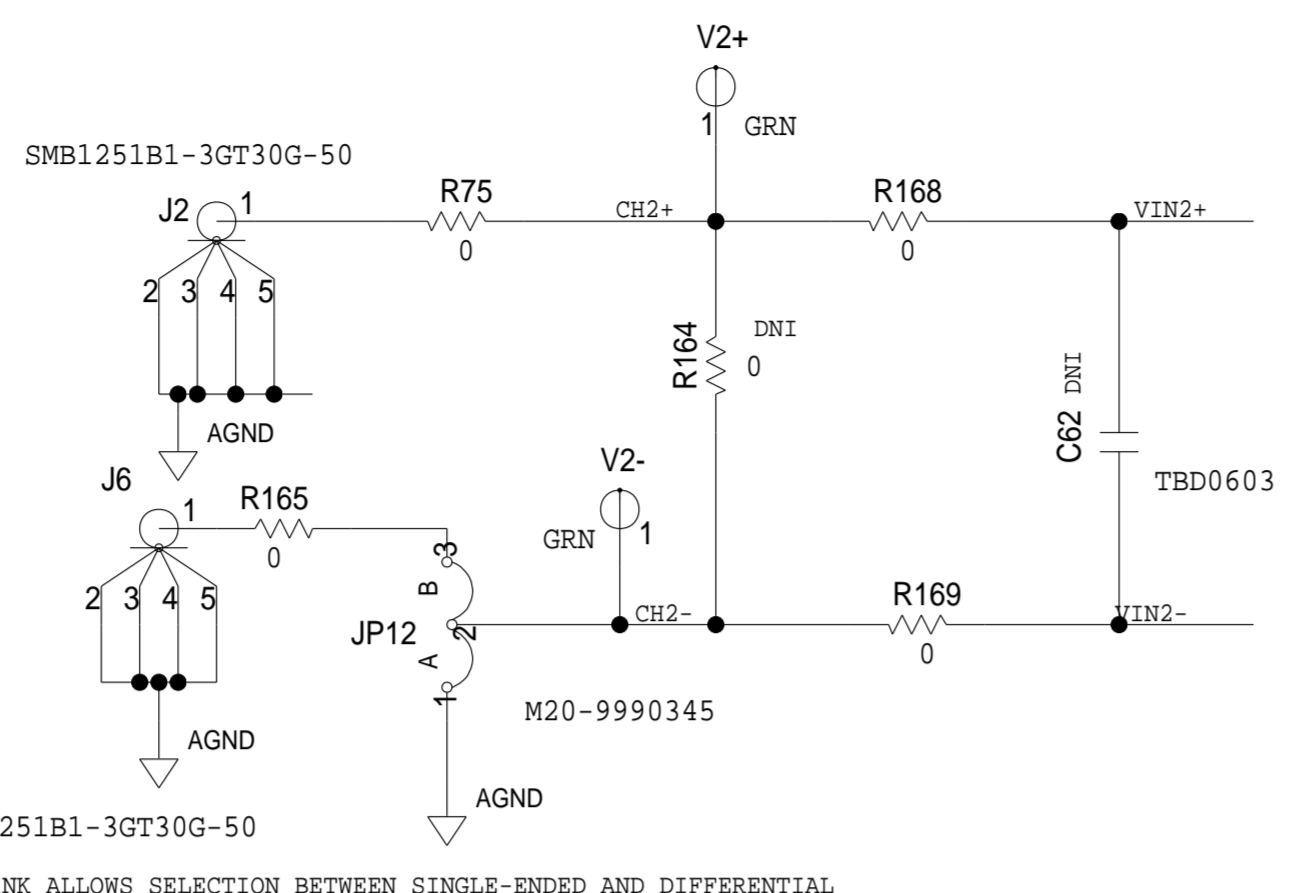 V2+
1 GRN
SMB1251B1-3GT30G-50
J2 1
R75
0
CH2+
R168
0
VIN2+
2 3 4 5
AGND
R164
DNI
0
C62 DNI
TBD0603
J6 1
R165
0
V2-
GRN 1
3
B
2
JP12
A
1
CH2-
R169
0
VIN2-
2 3 4 5
M20-9990345
AGND
AGND
251B1-3GT30G-50
NK ALLOWS SELECTION BETWEEN SINGLE-ENDED AND DIFFERENTIAL